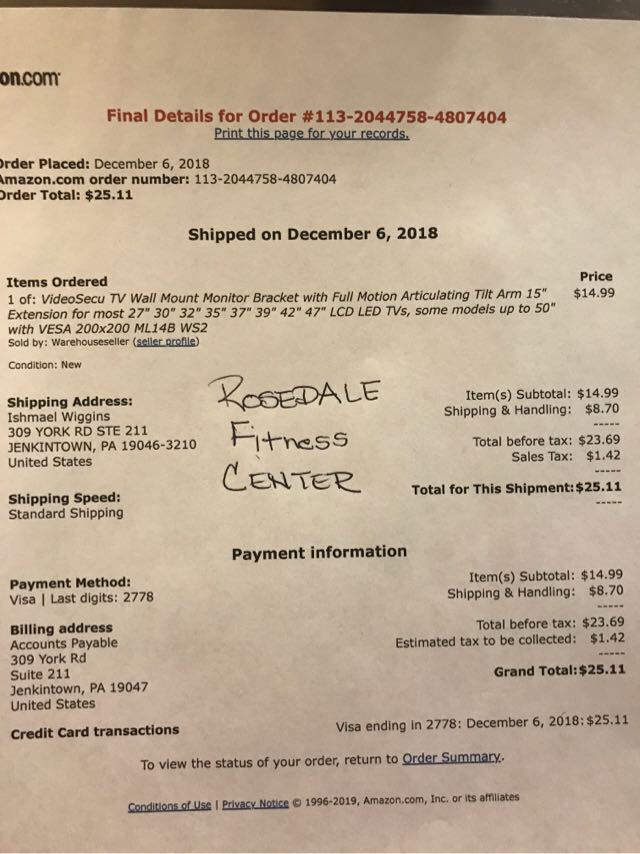 on.com
Final Details for Order #113-2044758-4807404
Print this page for your records.
Order Placed: December 6, 2018
Amazon.com order number: 113-2044758-4807404
Order Total: $25.11
Shipped on December 6, 2018
Items Ordered Price
1 of: VideoSecu TV Wall Mount Monitor Bracket with Full Motion Articulating Tilt Arm 15" $14.99
Extension for most 27" 30" 32" 35" 37" 39" 42" 47" LCD LED TVs, some models up to 50"
with VESA 200x200 ML14B WS2
Sold by: Warehouseseller (seller profile)
Condition: New
Shipping Address:
Ishmael Wiggins
309 YORK RD STE 211
JENKINTOWN, PA 19046-3210
United States
Shipping Speed:
Standard Shipping
ROSEDALE
Fitness
CENTER
Item(s) Subtotal: $14.99
Shipping & Handling: $8.70
-----
Total before tax: $23.69
Sales Tax: $1.42
-----
Total for This Shipment: $25.11
-----
Payment information
Payment Method:
Visa | Last digits: 2778
Billing address
Accounts Payable
309 York Rd
Suite 211
Jenkintown, PA 19047
United States
Item(s) Subtotal: $14.99
Shipping & Handling: $8.70
-----
Total before tax: $23.69
Estimated tax to be collected: $1.42
-----
Grand Total: $25.11
Credit Card transactions Visa ending in 2778: December 6, 2018: $25.11
To view the status of your order, return to Order Summary.
Conditions of Use | Privacy Notice © 1996-2019, Amazon.com, Inc. or its affiliates